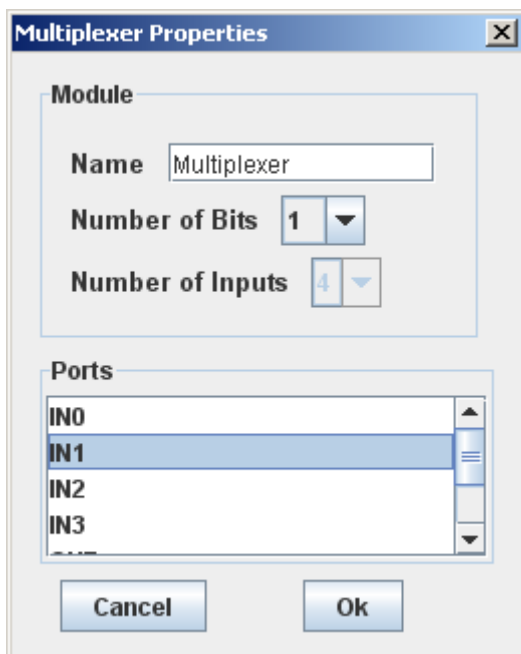 Multiplexer Properties
Module
Name Multiplexer
Number of Bits 1
Number of Inputs 4
Ports
IN0
IN1
IN2
IN3
Cancel Ok